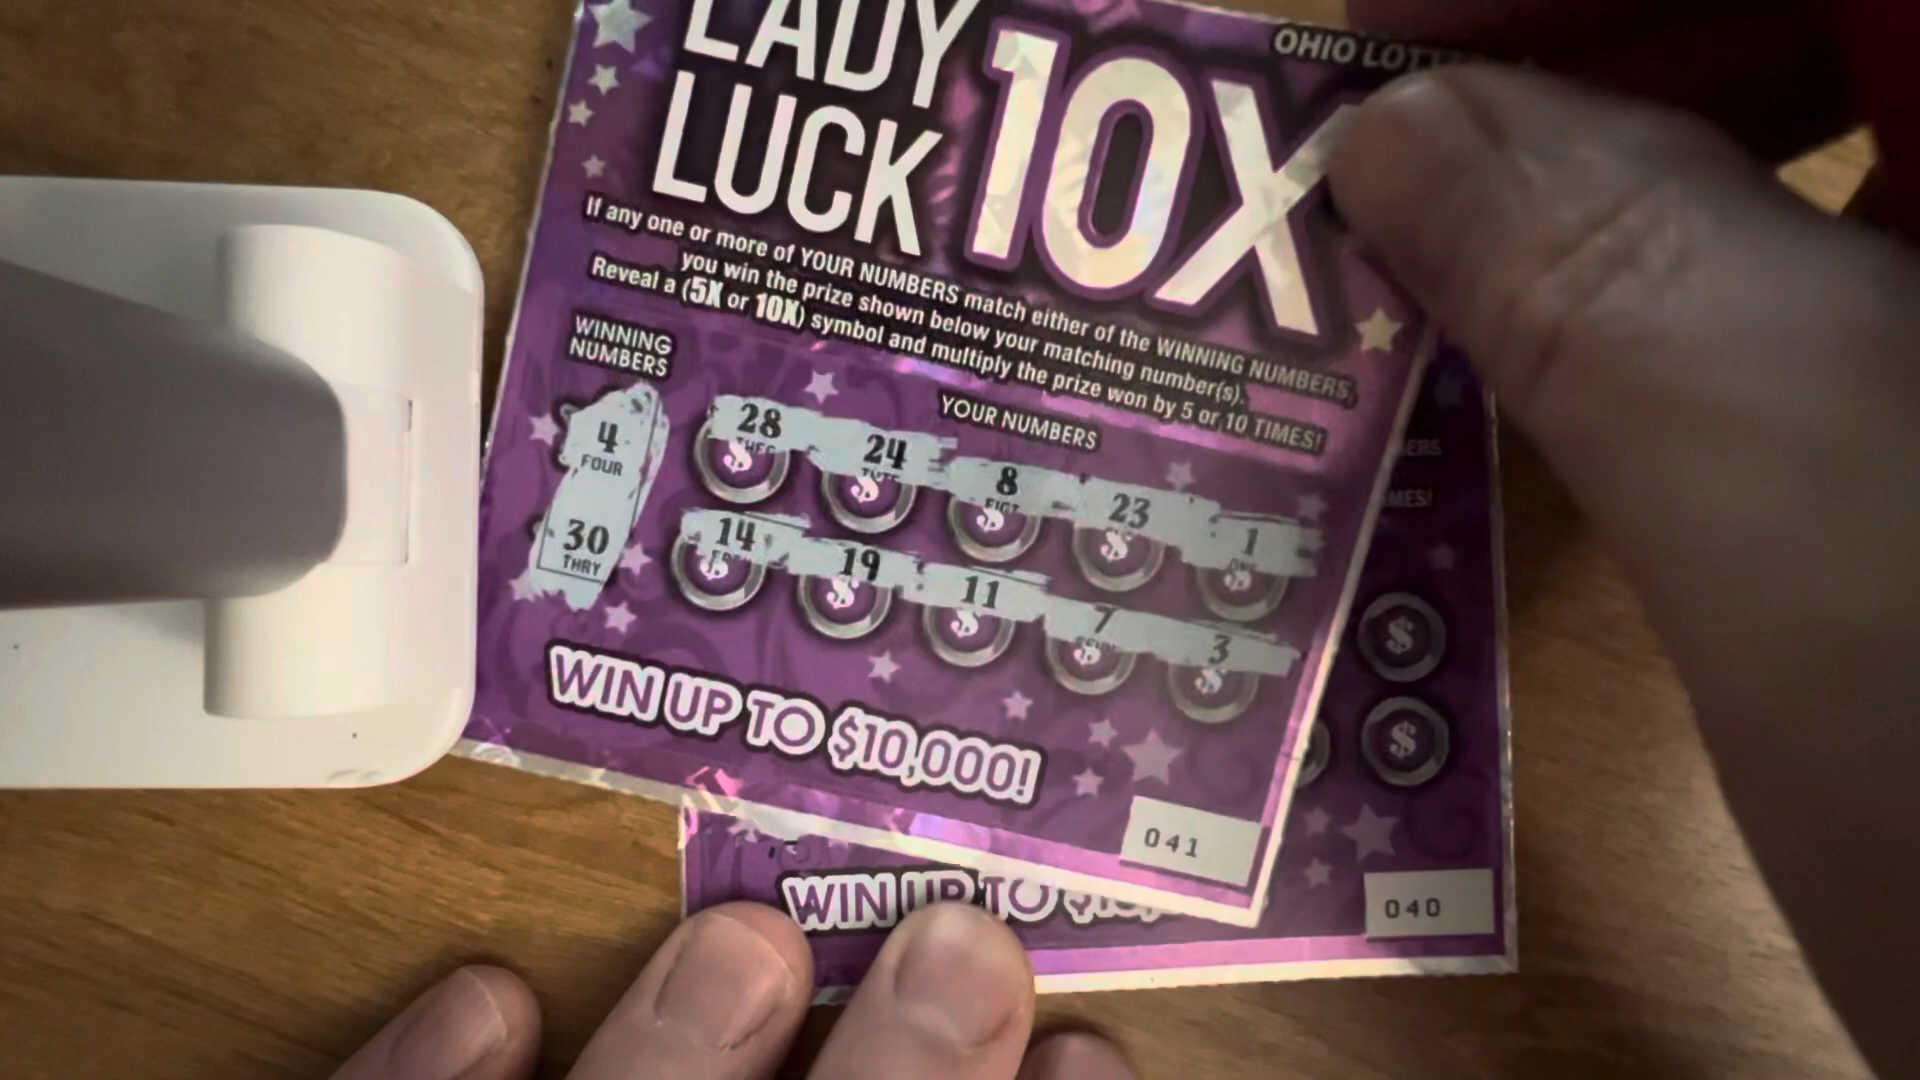 LADY
LUCK
10X
OHIO LOTT
If any one or more of YOUR NUMBERS match either of the WINNING NUMBERS,
you win the prize shown below your matching number(s).
Reveal a (5X or 10X) symbol and multiply the prize won by 5 or 10 TIMES!
WINNING
NUMBERS
YOUR NUMBERS
4
FOUR
30
THRY
28 24 8 23 1
$ $ $ $ $
14 19 11 7 3
$ $ $ $ $
WIN UP TO $10,000!
041
MES!
$
$
WIN UP TO
040